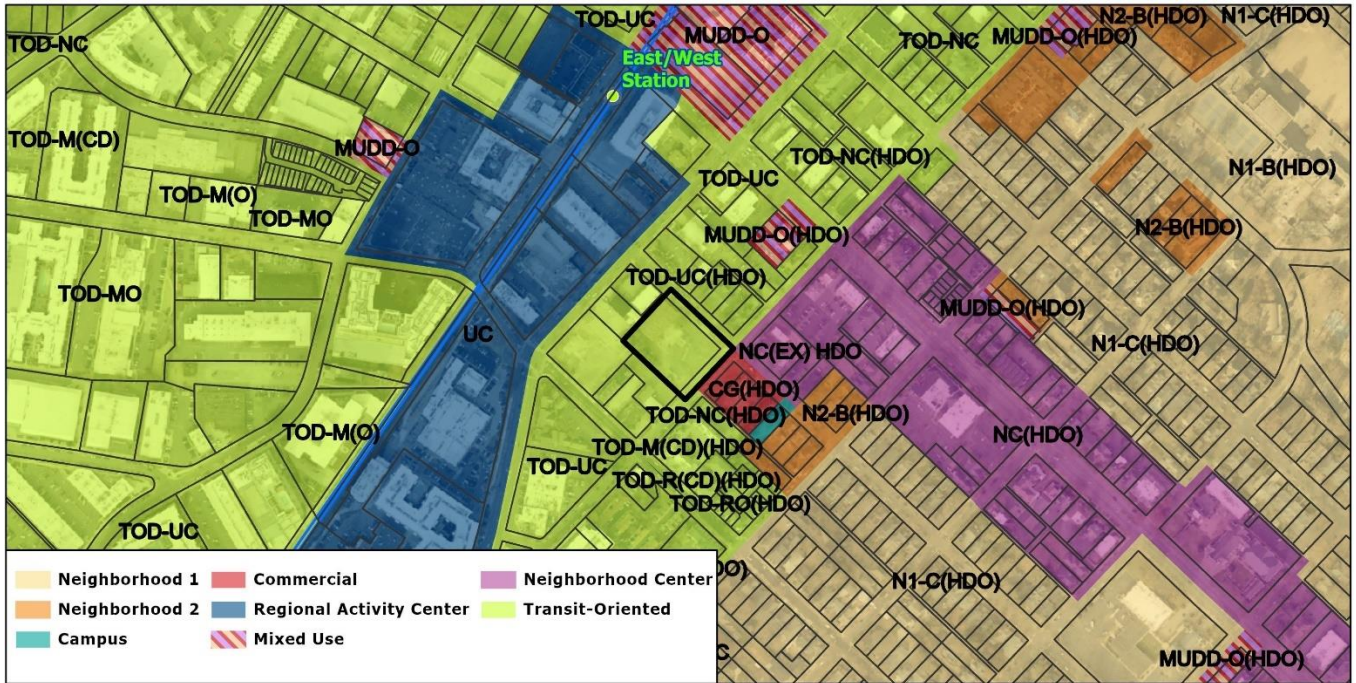 TOD-UC
N2-B(HDO)
N1-C(HDO)
TOD-NC
MUDD-O
TOD-NC
MUDD-O(HDO)
East/West
Station
TOD-M(CD)
MUDD-O
TOD-NC(HDO)
N1-B(HDO)
TOD-M(O)
TOD-UC
TOD-MO
N2-B(HDO)
MUDD-O(HDO)
TOD-UC(HDO)
TOD-MO
MUDD-O(HDO)
UC
NC(EX) HDO
N1-C(HDO)
CG(HDO)
TOD-NC(HDO)
N2-B(HDO)
TOD-M(O)
NC(HDO)
TOD-M(CD)(HDO)
TOD-UC
TOD-R(CD)(HDO)
TOD-RO(HDO)
TOD-UC
N1-C(HDO)
MUDD-O(HDO)
Neighborhood 1
Commercial
Neighborhood Center
Neighborhood 2
Regional Activity Center
Transit-Oriented
Campus
Mixed Use